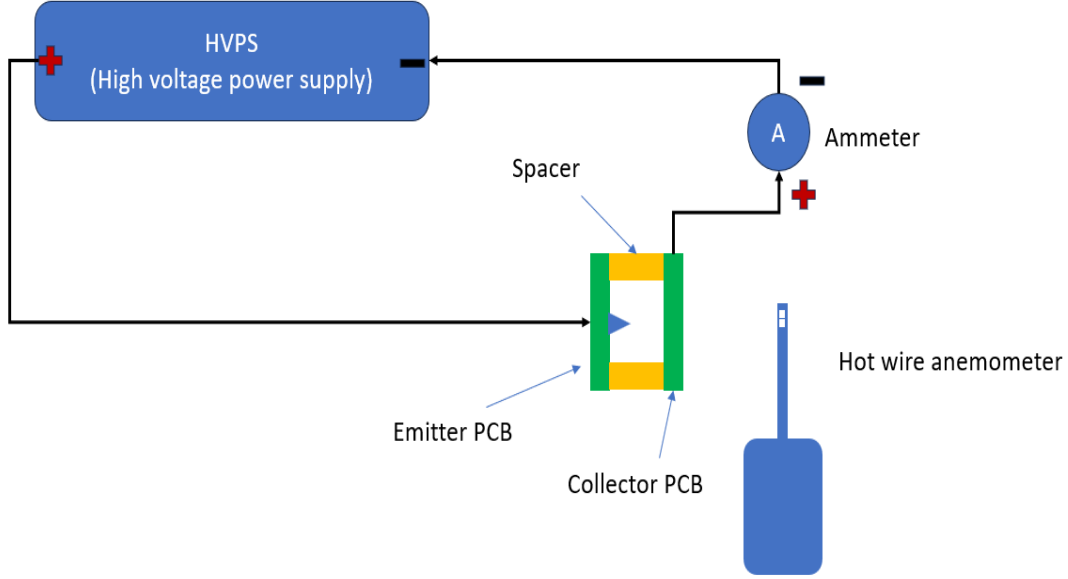 HVPS
(High voltage power supply)
A
Ammeter
Spacer
Hot wire anemometer
Emitter PCB
Collector PCB